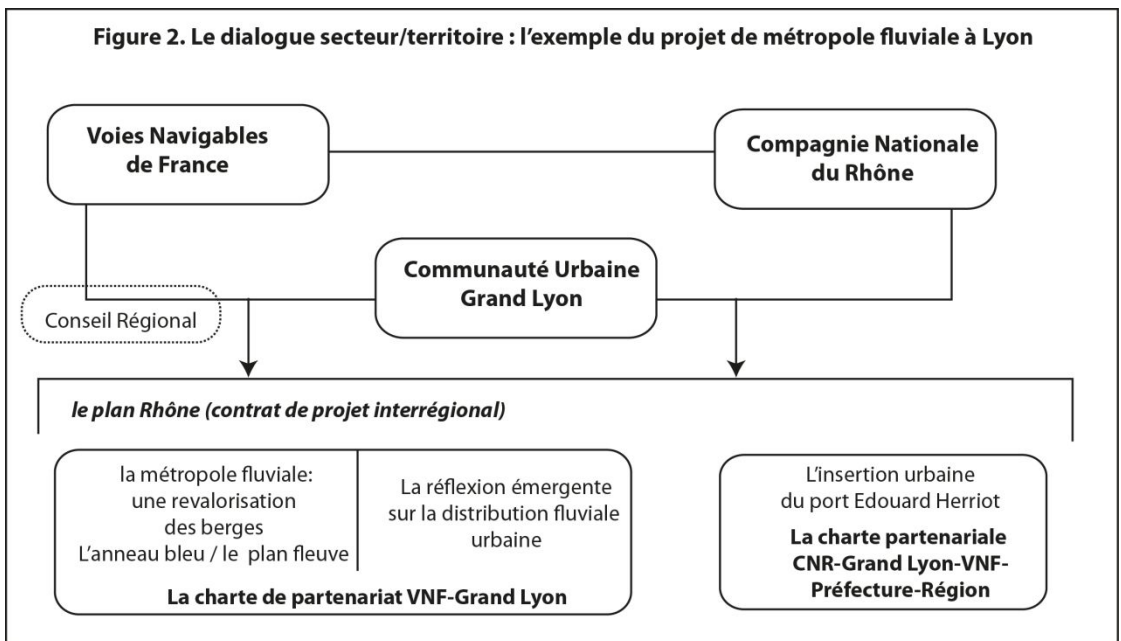 Figure 2. Le dialogue secteur/territoire : l'exemple du projet de métropole fluviale à Lyon
Voies Navigables
de France
Compagnie Nationale
du Rhône
Communauté Urbaine
Grand Lyon
Conseil Régional
le plan Rhône (contrat de projet interrégional)
la métropole fluviale:
une revalorisation
des berges
L'anneau bleu / le plan fleuve
La réflexion émergente
sur la distribution fluviale
urbaine
La charte de partenariat VNF-Grand Lyon
L'insertion urbaine
du port Edouard Herriot
La charte partenariale
CNR-Grand Lyon-VNF-
Préfecture-Région